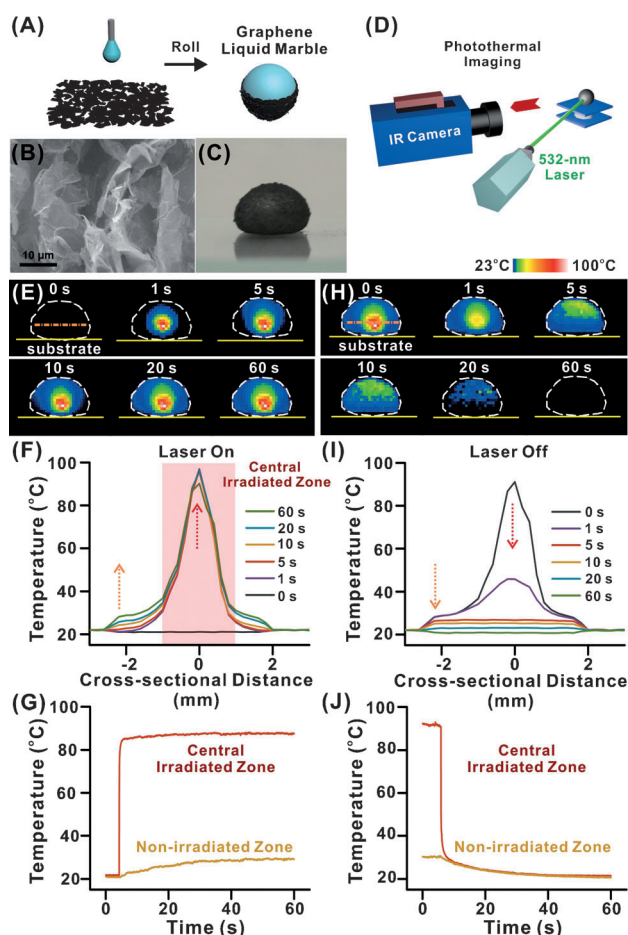 (A)
Roll
Graphene
Liquid Marble
(D)
Photothermal
Imaging
IR Camera
532-nm
Laser
(B)
10 μm
(C)
23°C 100°C
(E) 0 s 1 s 5 s
substrate
10 s 20 s 60 s
(H) 0 s 1 s 5 s
substrate
10 s 20 s 60 s
(F) Laser On
Central
Irradiated Zone
100
80
60
40
20
Temperature (°C)
60 s
20 s
10 s
5 s
1 s
0 s
-2 0 2
Cross-sectional Distance
(mm)
(I) Laser Off
100
80
60
40
20
Temperature (°C)
0 s
1 s
5 s
10 s
20 s
60 s
-2 0 2
Cross-sectional Distance
(mm)
(G)
100
80
60
40
20
Temperature (°C)
Central
Irradiated Zone
Non-irradiated Zone
0 20 40 60
Time (s)
(J)
100
80
60
40
20
Temperature (°C)
Central
Irradiated Zone
Non-irradiated Zone
0 20 40 60
Time (s)